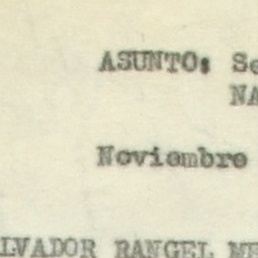 ASUNTO: Se
NA
Noviembre
LVADOR RANGEL ME